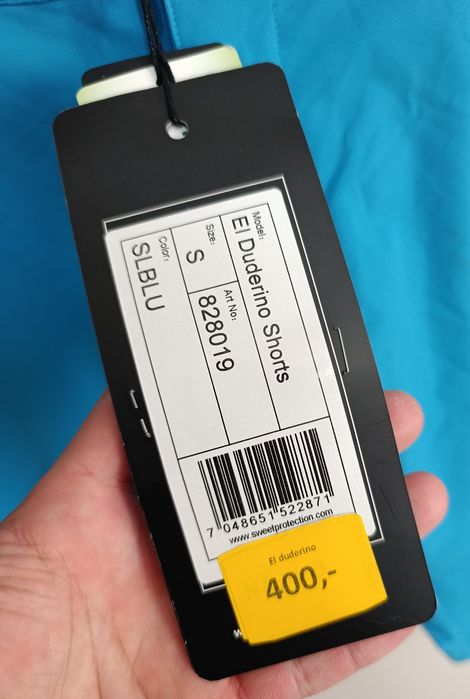 Model:
El Duderino Shorts
Size:
S
Art No:
828019
Color:
SLBLU
7 048651 522871
www.sweetprotection.com
El duderino
400,-